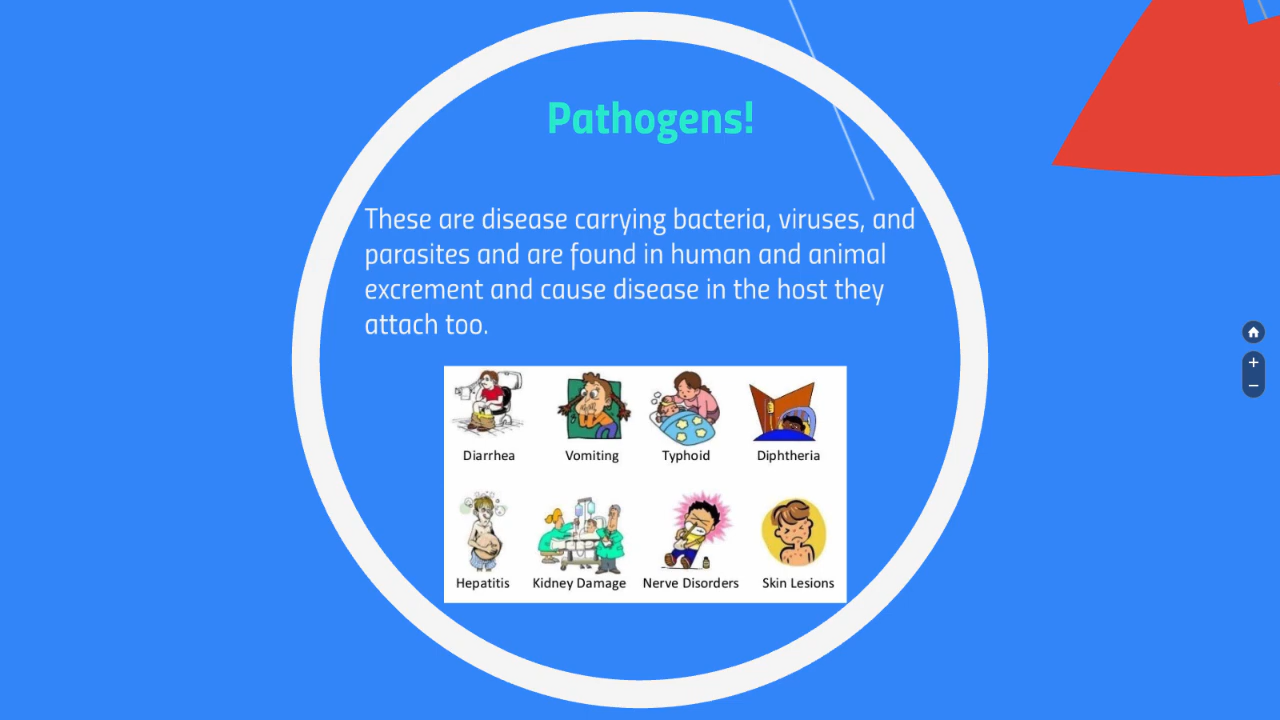 Pathogens!
These are disease carrying bacteria, viruses, and
parasites and are found in human and animal
excrement and cause disease in the host they
attach too.
Diarrhea Vomiting Typhoid Diphtheria
Hepatitis Kidney Damage Nerve Disorders Skin Lesions